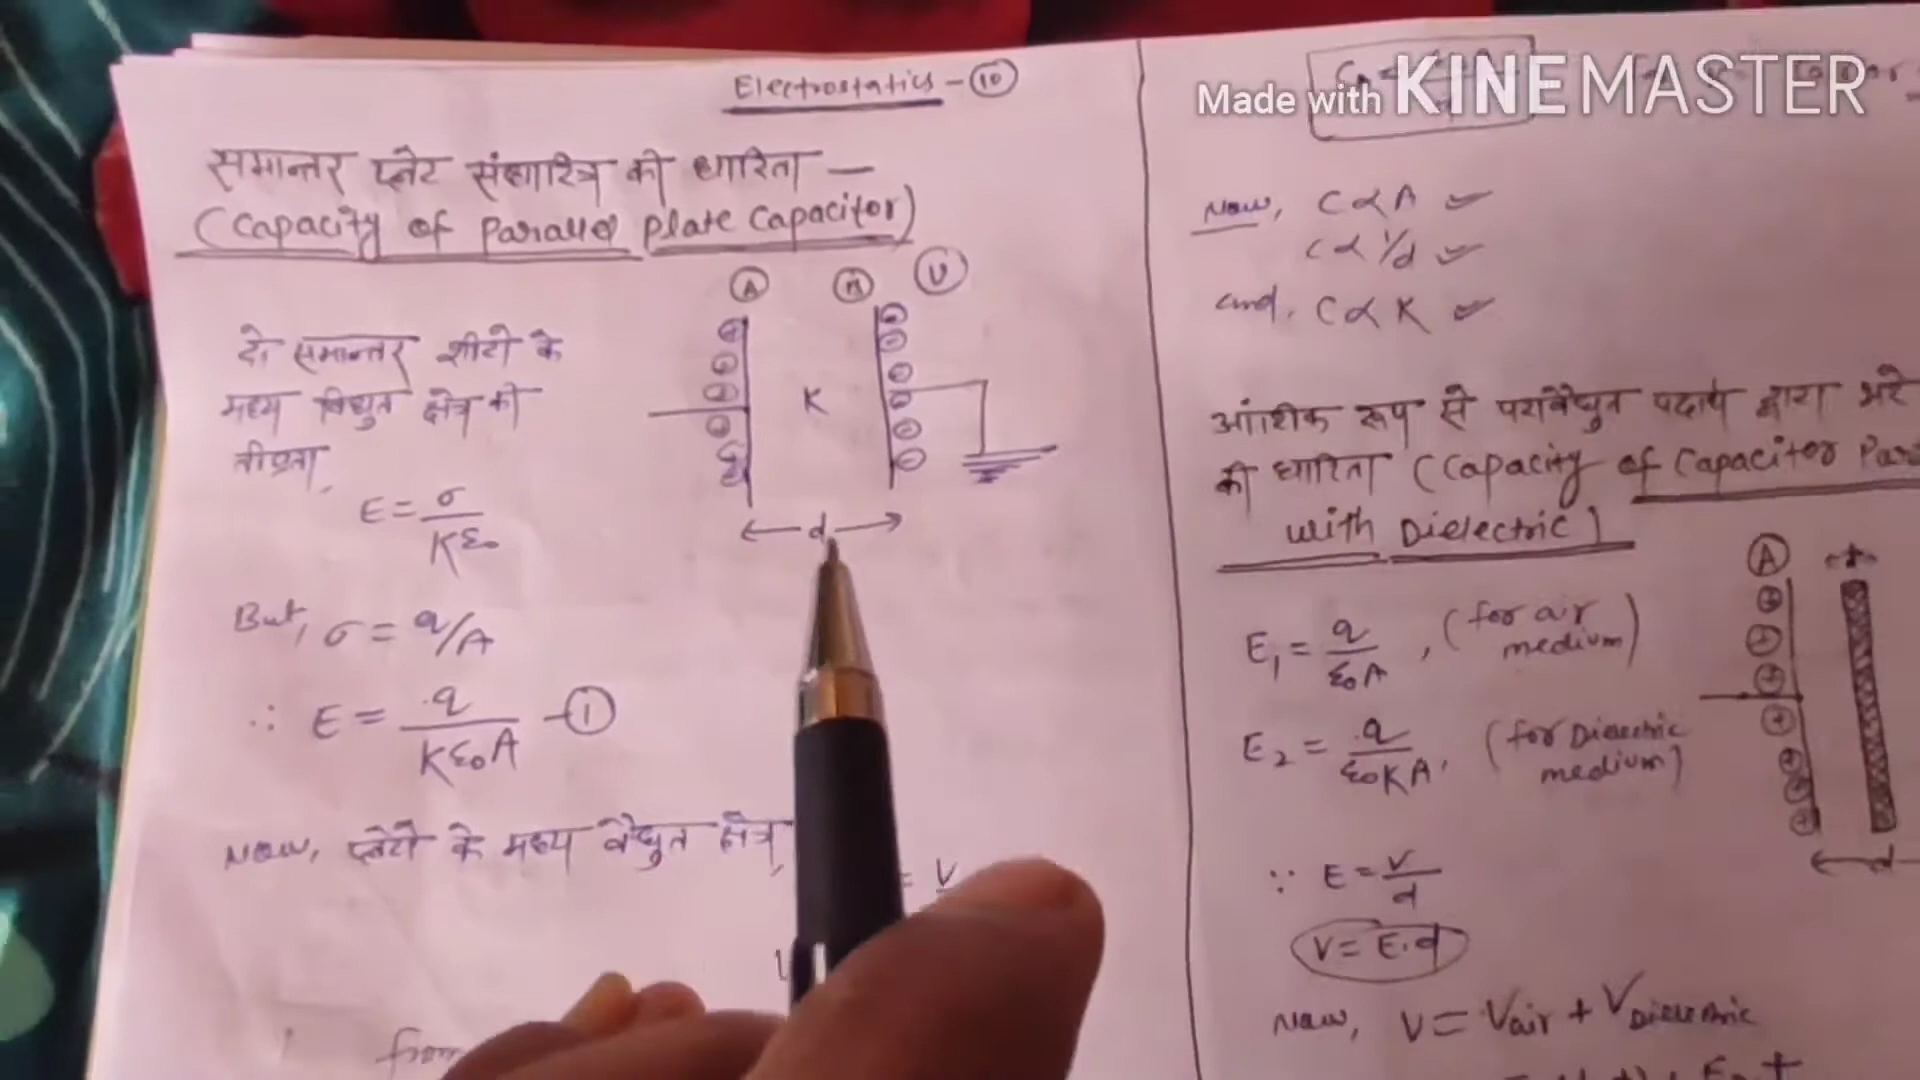 Electrostatics - 10
समान्तर प्लेट संधारित्र की धारिता —
(Capacity of Parallel plate Capacitor)
A B V
दो समान्तर शीटो के
मध्य विद्युत क्षेत्र की
तीव्रता,
K
d
E = σ / Kε₀
But, σ = q/A
∴ E = q / Kε₀A - 1
Now, प्लेटो के मध्य वैद्युत क्षेत्र,
= V
from
Made with KINEMASTER
Now, C ∝ A ✓
C ∝ 1/d ✓
and, C ∝ K ✓
आंशिक रूप से परावैद्युत पदार्थ द्वारा भरे
की धारिता (Capacity of Capacitor
with Dielectric)
A
t
E₁ = q / ε₀A , (for air medium)
E₂ = q / ε₀KA , (for Dielectric medium)
d
∵ E = V / d
V = E.d
Now, V = Vair + VDielectric